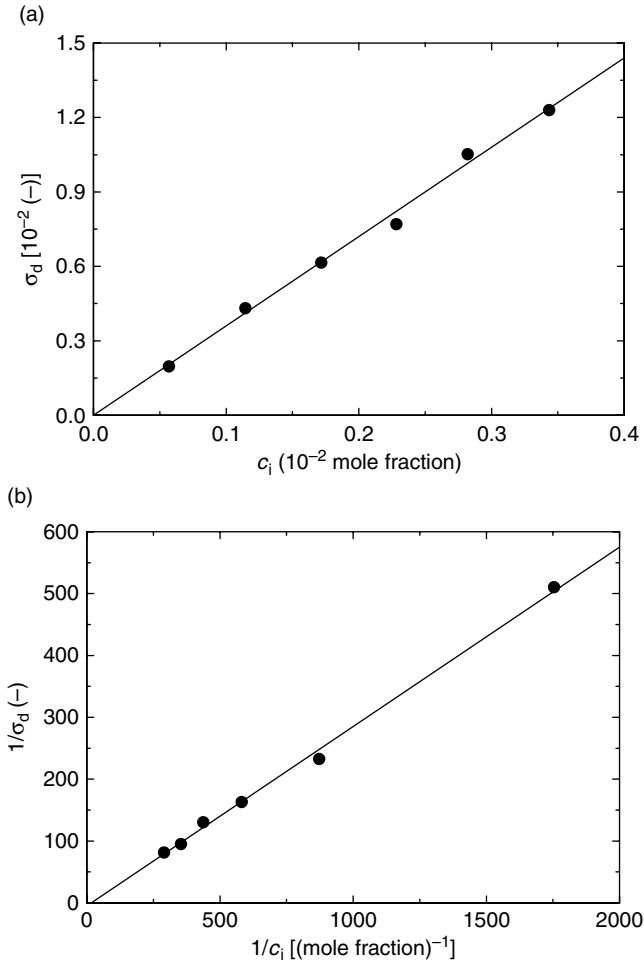 (a)
1.5
1.2
0.9
0.6
0.3
0.0
σd [10−2 (−)]
0.0 0.1 0.2 0.3 0.4
ci (10−2 mole fraction)
(b)
600
500
400
300
200
100
0
1/σd (−)
0 500 1000 1500 2000
1/ci [(mole fraction)−1]